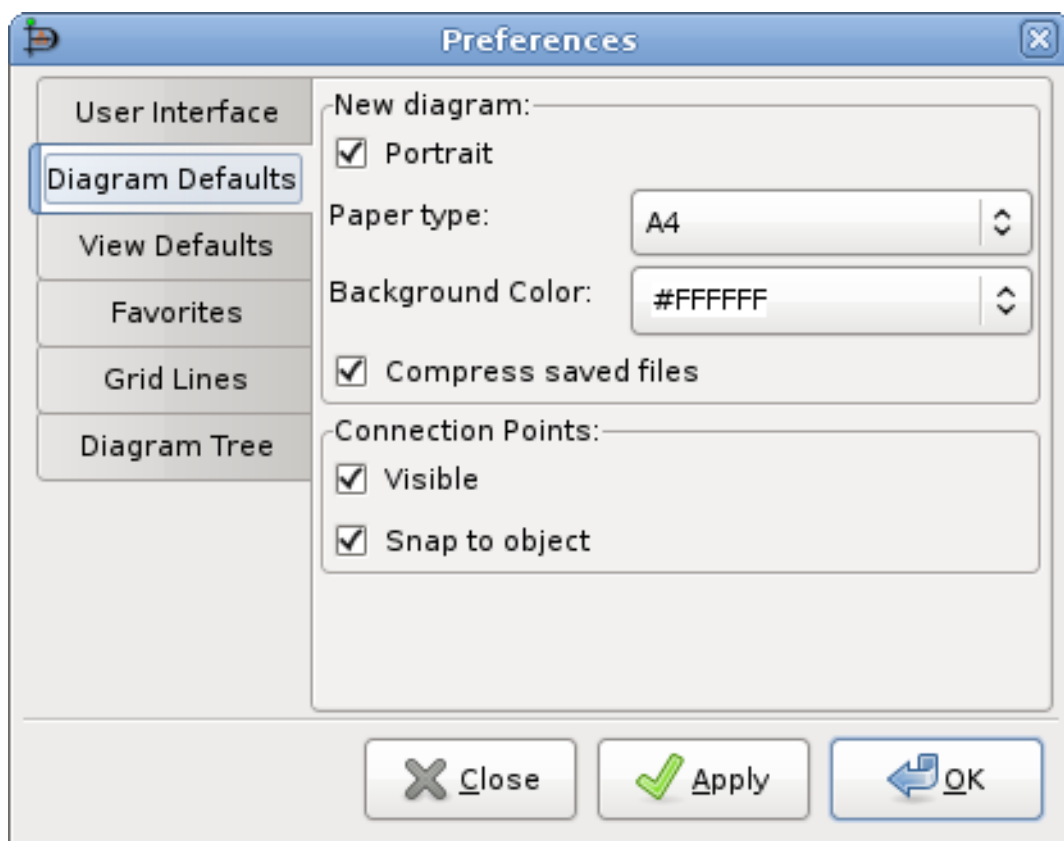 Preferences
User Interface
Diagram Defaults
View Defaults
Favorites
Grid Lines
Diagram Tree
New diagram:
Portrait
Paper type:
A4
Background Color:
#FFFFFF
Compress saved files
Connection Points:
Visible
Snap to object
Close
Apply
OK